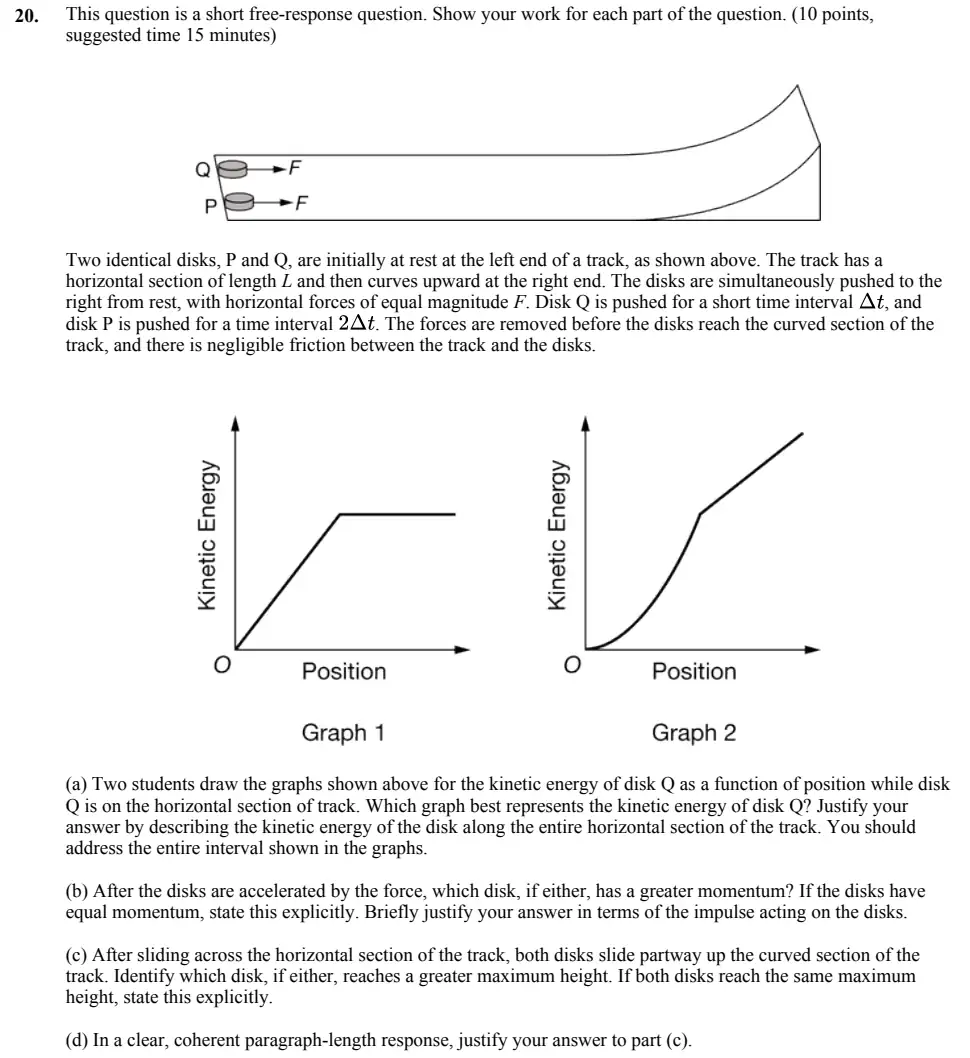 20. This question is a short free-response question. Show your work for each part of the question. (10 points,
suggested time 15 minutes)
Q F
P F
Two identical disks, P and Q, are initially at rest at the left end of a track, as shown above. The track has a
horizontal section of length L and then curves upward at the right end. The disks are simultaneously pushed to the
right from rest, with horizontal forces of equal magnitude F. Disk Q is pushed for a short time interval Δt, and
disk P is pushed for a time interval 2Δt. The forces are removed before the disks reach the curved section of the
track, and there is negligible friction between the track and the disks.
Kinetic Energy
O
Position
Graph 1
Kinetic Energy
O
Position
Graph 2
(a) Two students draw the graphs shown above for the kinetic energy of disk Q as a function of position while disk
Q is on the horizontal section of track. Which graph best represents the kinetic energy of disk Q? Justify your
answer by describing the kinetic energy of the disk along the entire horizontal section of the track. You should
address the entire interval shown in the graphs.
(b) After the disks are accelerated by the force, which disk, if either, has a greater momentum? If the disks have
equal momentum, state this explicitly. Briefly justify your answer in terms of the impulse acting on the disks.
(c) After sliding across the horizontal section of the track, both disks slide partway up the curved section of the
track. Identify which disk, if either, reaches a greater maximum height. If both disks reach the same maximum
height, state this explicitly.
(d) In a clear, coherent paragraph-length response, justify your answer to part (c).